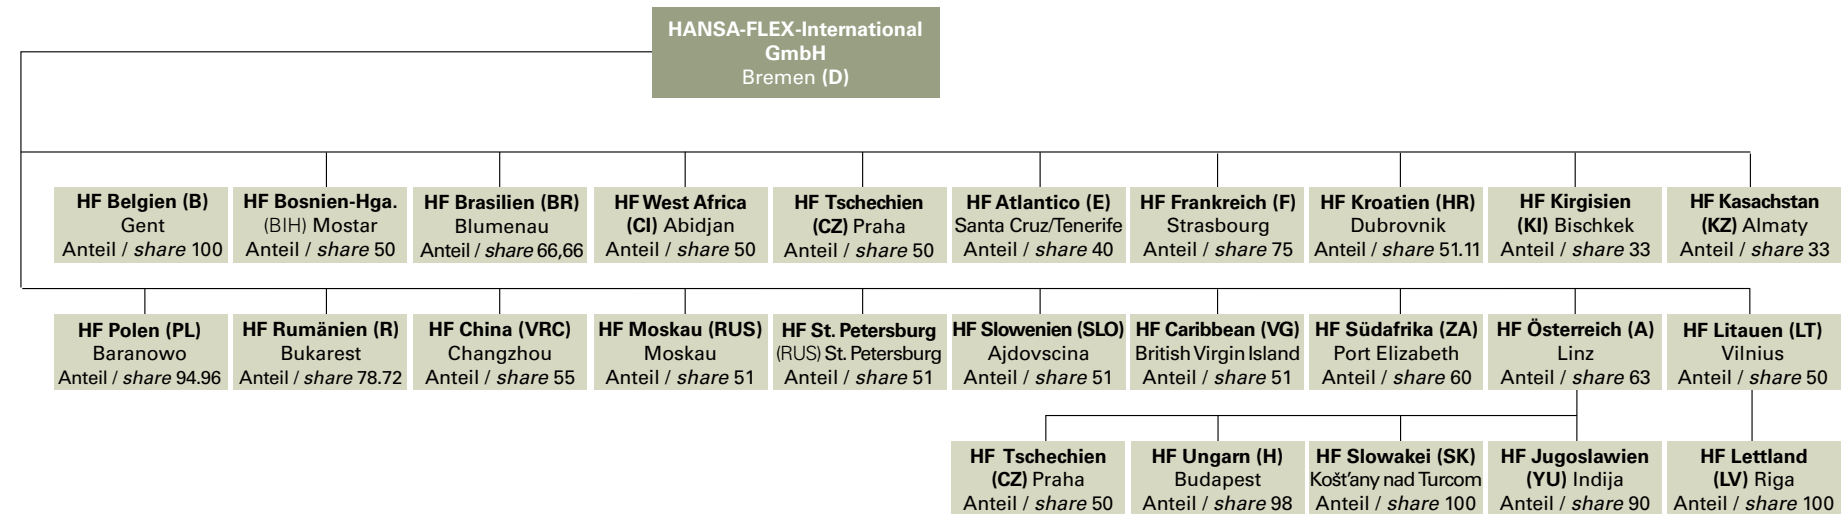 HANSA-FLEX-International
GmbH
Bremen (D)
HF Belgien (B)
Gent
Anteil / share 100
HF Bosnien-Hga.
(BIH) Mostar
Anteil / share 50
HF Brasilien (BR)
Blumenau
Anteil / share 66,66
HF West Africa
(CI) Abidjan
Anteil / share 50
HF Tschechien
(CZ) Praha
Anteil / share 50
HF Atlantico (E)
Santa Cruz/Tenerife
Anteil / share 40
HF Frankreich (F)
Strasbourg
Anteil / share 75
HF Kroatien (HR)
Dubrovnik
Anteil / share 51.11
HF Kirgisien
(KI) Bischkek
Anteil / share 33
HF Kasachstan
(KZ) Almaty
Anteil / share 33
HF Polen (PL)
Baranowo
Anteil / share 94.96
HF Rumänien (R)
Bukarest
Anteil / share 78.72
HF China (VRC)
Changzhou
Anteil / share 55
HF Moskau (RUS)
Moskau
Anteil / share 51
HF St. Petersburg
(RUS) St. Petersburg
Anteil / share 51
HF Slowenien (SLO)
Ajdovscina
Anteil / share 51
HF Caribbean (VG)
British Virgin Island
Anteil / share 51
HF Südafrika (ZA)
Port Elizabeth
Anteil / share 60
HF Österreich (A)
Linz
Anteil / share 63
HF Litauen (LT)
Vilnius
Anteil / share 50
HF Tschechien
(CZ) Praha
Anteil / share 50
HF Ungarn (H)
Budapest
Anteil / share 98
HF Slowakei (SK)
Košt'any nad Turcom
Anteil / share 100
HF Jugoslawien
(YU) Indija
Anteil / share 90
HF Lettland
(LV) Riga
Anteil / share 100